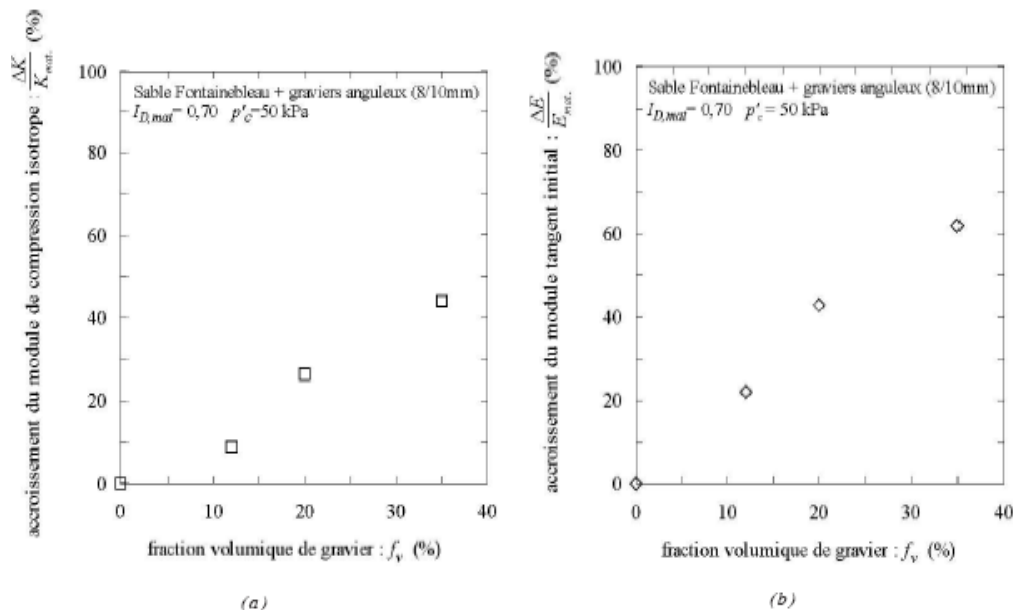 accroissement du module de compression isotrope : ΔK / K_mat. (%)
100
80
60
40
20
0
Sable Fontainebleau + graviers anguleux (8/10mm)
I_D,mat = 0,70 p'_c=50 kPa
0 10 20 30 40
fraction volumique de gravier : f_v (%)
(a)
accroissement du module tangent initial : ΔE / E_mat. (%)
100
80
60
40
20
0
Sable Fontainebleau + graviers anguleux (8/10mm)
I_D,mat = 0,70 p'_c = 50 kPa
0 10 20 30 40
fraction volumique de gravier : f_v (%)
(b)